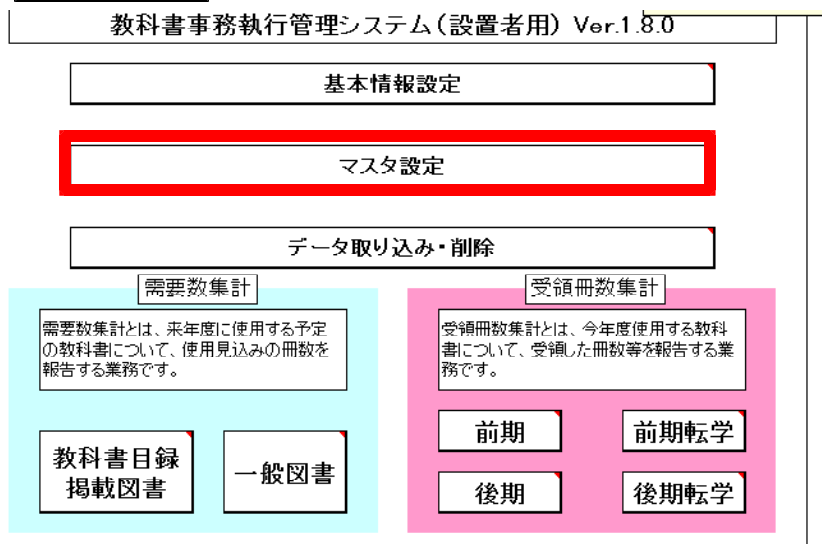 教科書事務執行管理システム(設置者用) Ver.1.8.0
基本情報設定
マスタ設定
データ取り込み・削除
需要数集計
需要数集計とは、来年度に使用する予定
の教科書について、使用見込みの冊数を
報告する業務です。
教科書目録
掲載図書
一般図書
受領冊数集計
受領冊数集計とは、今年度使用する教科
書について、受領した冊数等を報告する業
務です。
前期
前期転学
後期
後期転学